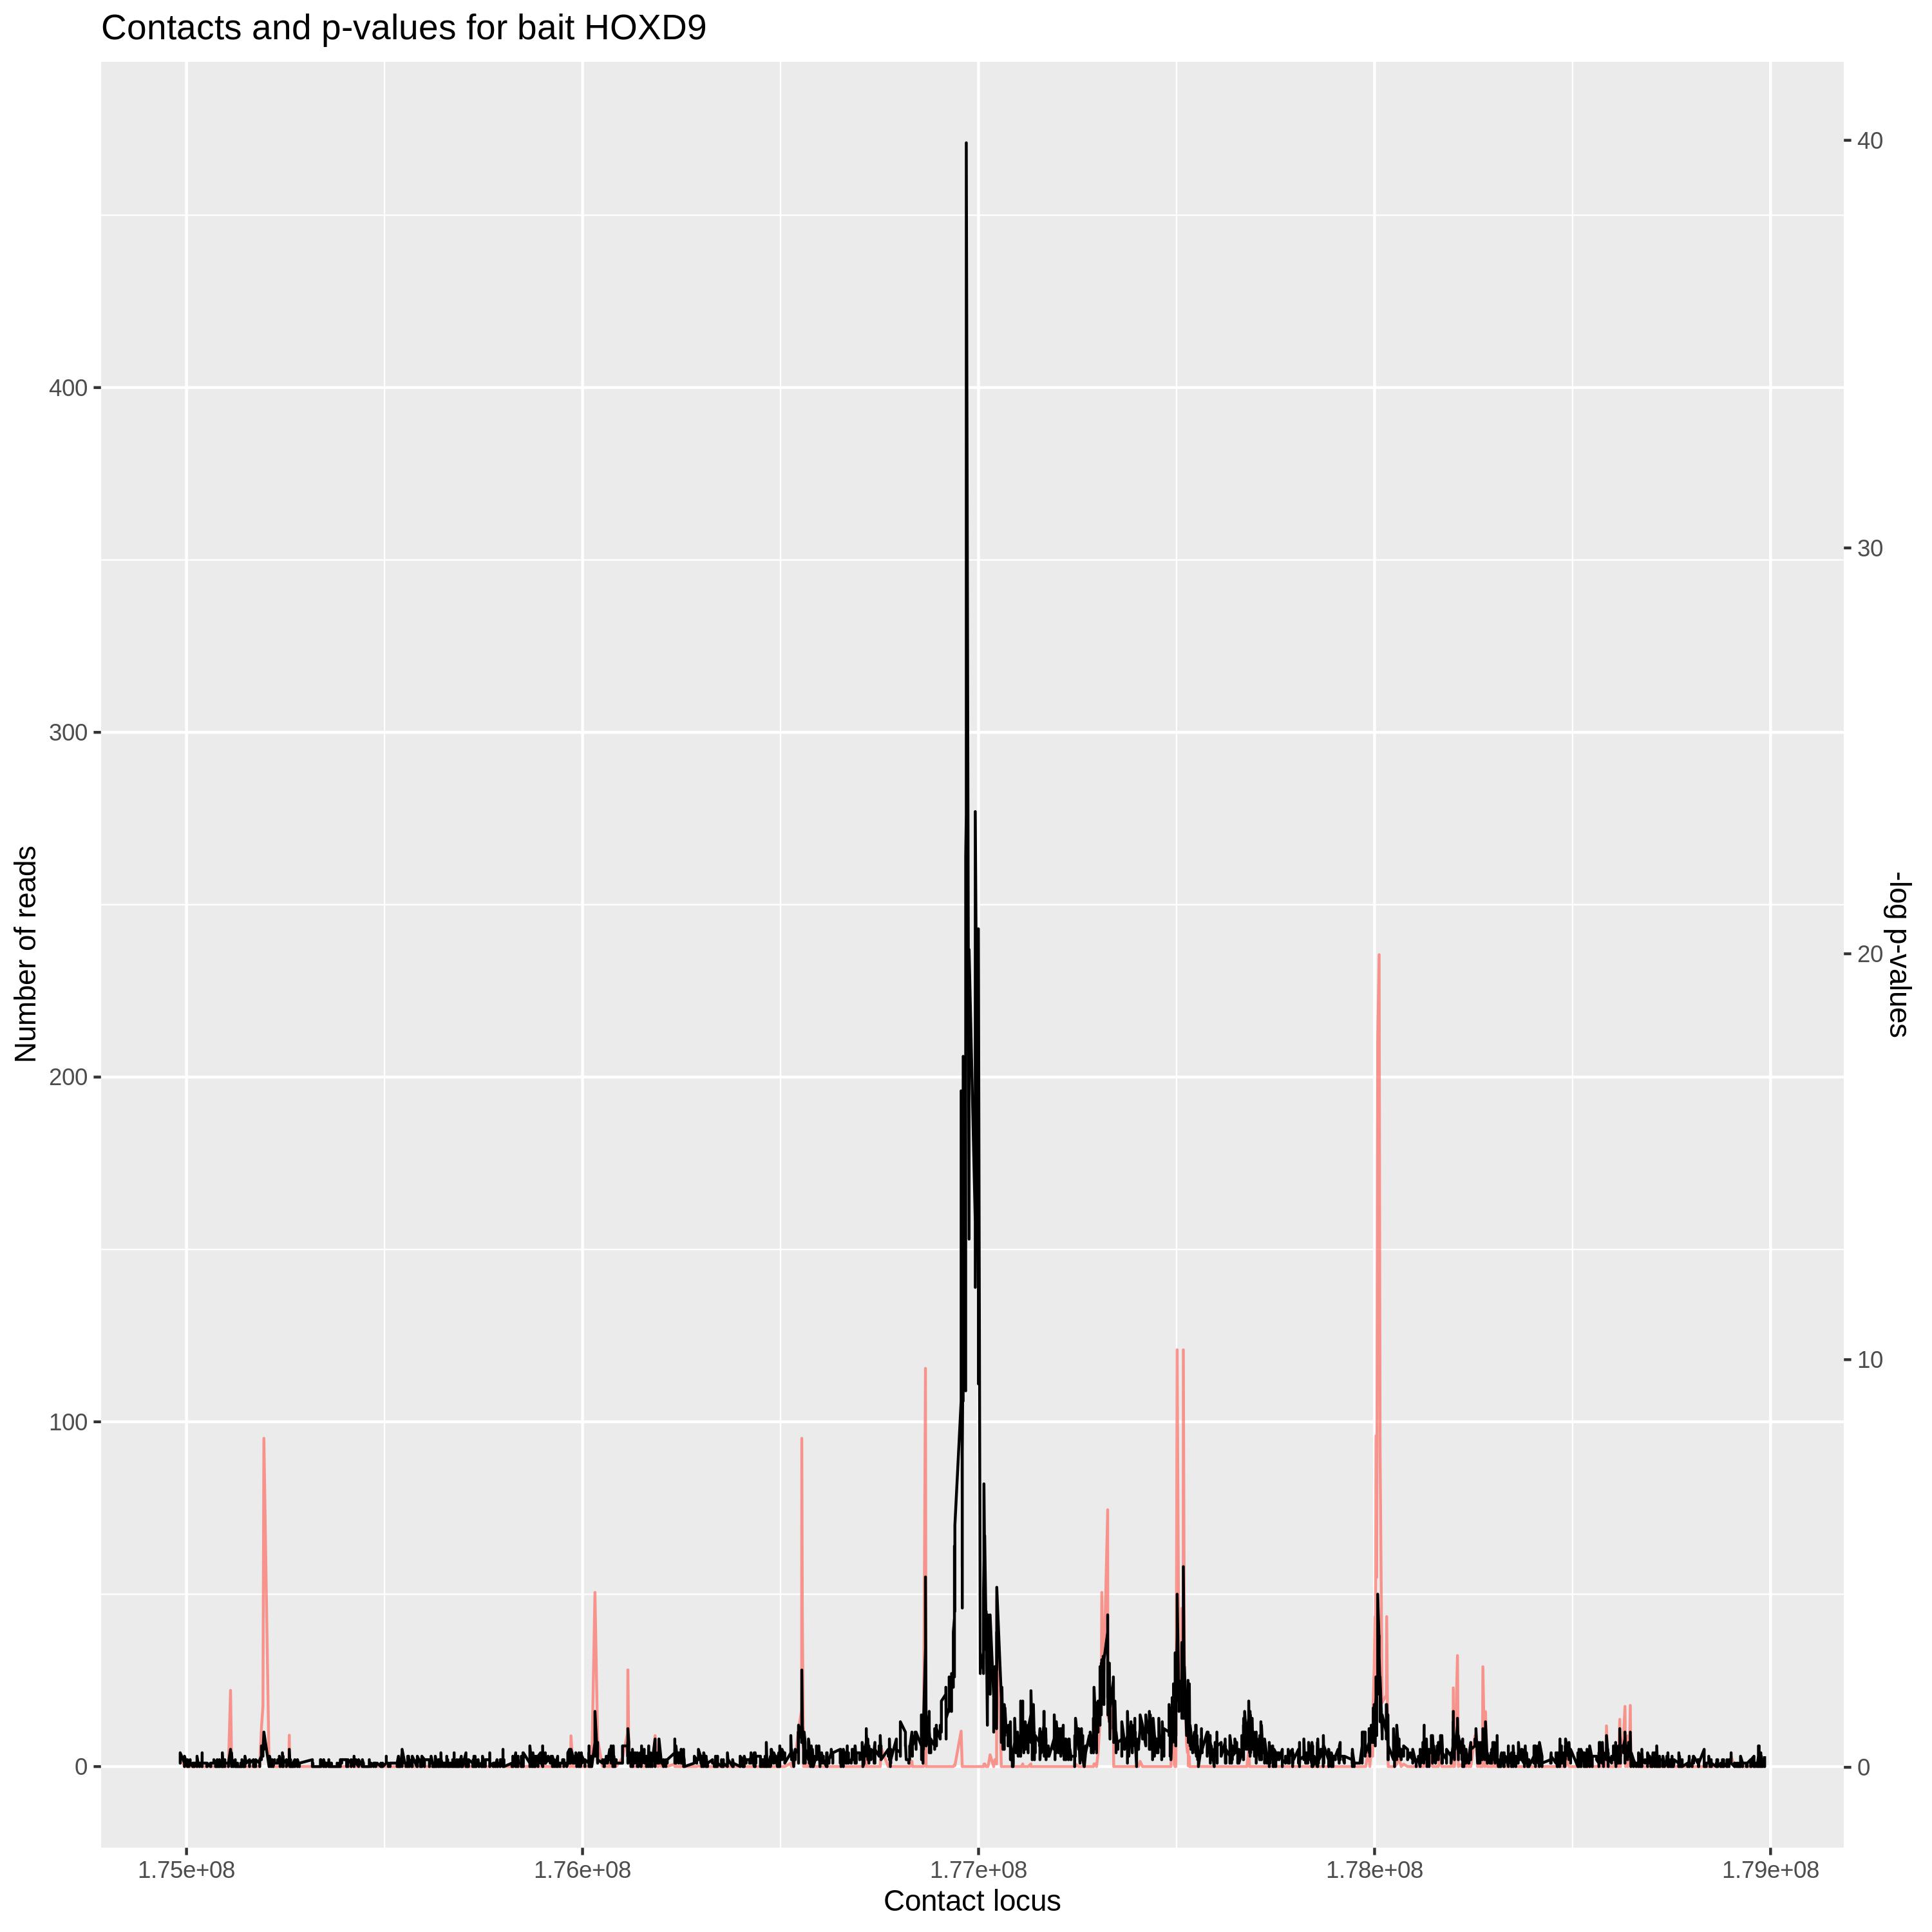 Contacts and p-values for bait HOXD9
Number of reads
400
300
200
100
0
40
30
20
10
0
-log p-values
1.75e+08 1.76e+08 1.77e+08 1.78e+08 1.79e+08
Contact locus